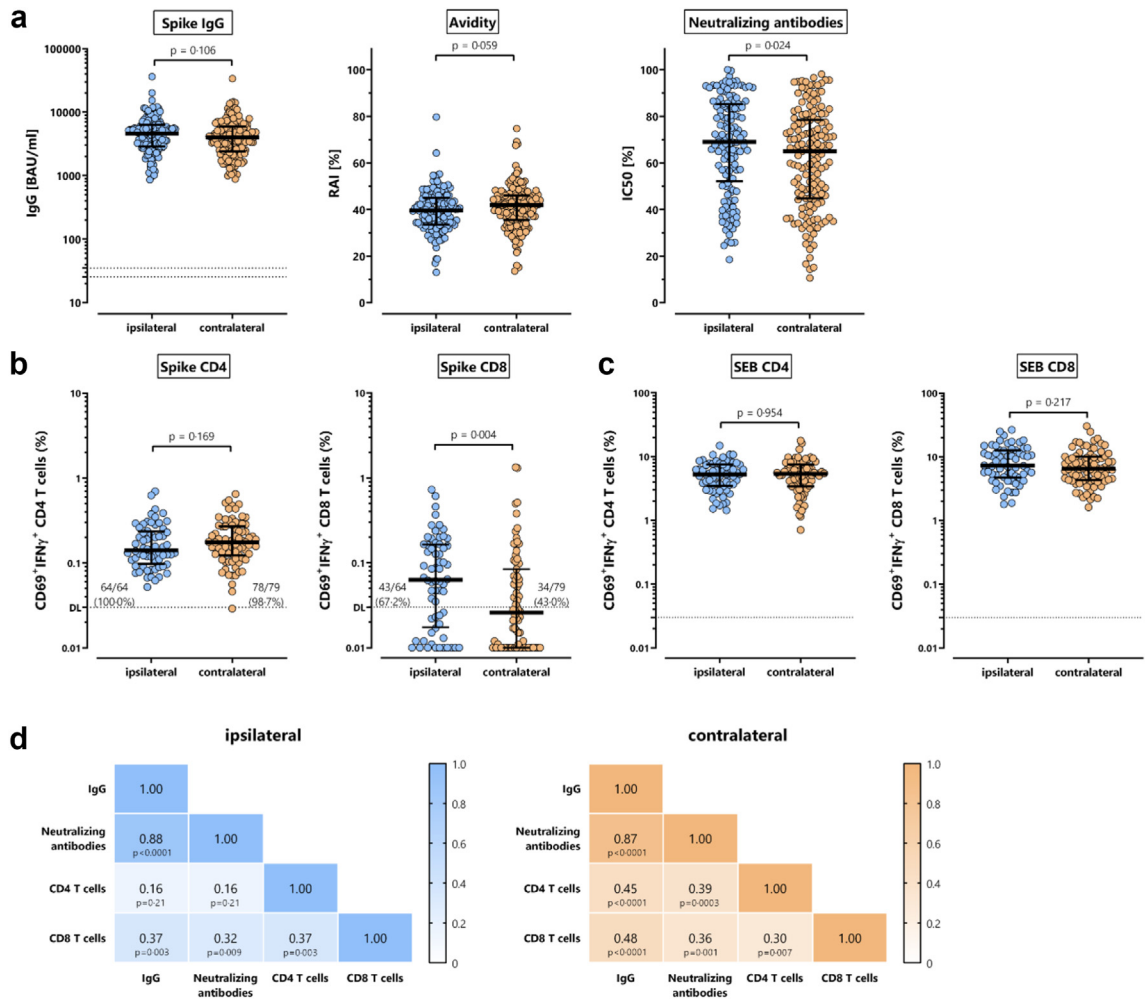 a
Spike IgG
Avidity
Neutralizing antibodies
p = 0·106
p = 0·059
p = 0·024
IgG [BAU/ml]
100000
10000
1000
100
10
ipsilateral
contralateral
RAI [%]
100
80
60
40
20
0
ipsilateral
contralateral
IC50 [%]
100
80
60
40
20
0
ipsilateral
contralateral
b
Spike CD4
Spike CD8
c
SEB CD4
SEB CD8
CD69+IFNγ+ CD4 T cells (%)
10
1
0.1
DL
0.01
p = 0·169
64/64
(100·0%)
78/79
(98·7%)
ipsilateral
contralateral
CD69+IFNγ+ CD8 T cells (%)
10
1
0.1
DL
0.01
p = 0·004
43/64
(67·2%)
34/79
(43·0%)
ipsilateral
contralateral
CD69+IFNγ+ CD4 T cells (%)
100
10
1
0.1
0.01
p = 0·954
ipsilateral
contralateral
CD69+IFNγ+ CD8 T cells (%)
100
10
1
0.1
0.01
p = 0·217
ipsilateral
contralateral
d
ipsilateral
IgG
1.00
Neutralizing
antibodies
0.88
p<0·0001
1.00
CD4 T cells
0.16
p=0·21
0.16
p=0·21
1.00
CD8 T cells
0.37
p=0·003
0.32
p=0·009
0.37
p=0·003
1.00
IgG
Neutralizing
antibodies
CD4 T cells
CD8 T cells
1.0
0.8
0.6
0.4
0.2
0
contralateral
IgG
1.00
Neutralizing
antibodies
0.87
p<0·0001
1.00
CD4 T cells
0.45
p<0·0001
0.39
p=0·0003
1.00
CD8 T cells
0.48
p<0·0001
0.36
p=0·001
0.30
p=0·007
1.00
IgG
Neutralizing
antibodies
CD4 T cells
CD8 T cells
1.0
0.8
0.6
0.4
0.2
0